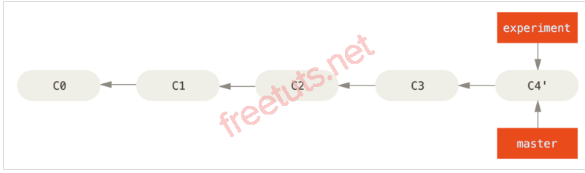 experiment
C0 C1 C2 C3 C4'
master
freetuts.net